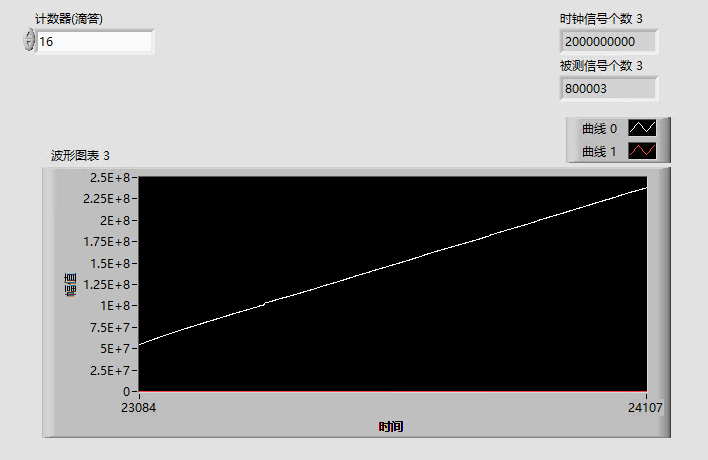 计数器(滴答)
16
时钟信号个数 3
2000000000
被测信号个数 3
800003
曲线 0
曲线 1
波形图表 3
2.5E+8
2.25E+8
2E+8
1.75E+8
1.5E+8
1.25E+8
1E+8
7.5E+7
5E+7
2.5E+7
0
幅值
23084
24107
时间